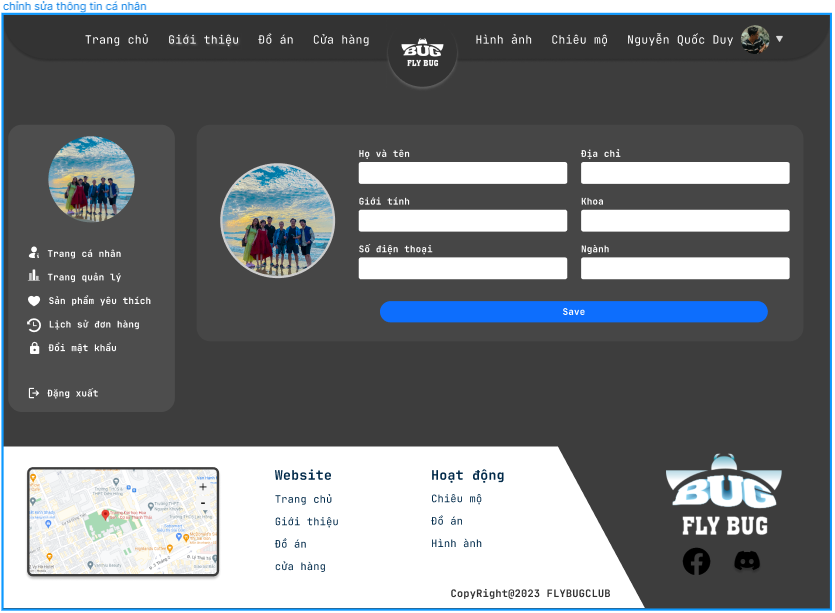 chỉnh sửa thông tin cá nhân
Trang chủ Giới thiệu Đồ án Cửa hàng
BUG
FLY BUG
Hình ảnh Chiêu mộ Nguyễn Quốc Duy
Trang cá nhân
Trang quản lý
Sản phẩm yêu thích
Lịch sử đơn hàng
Đổi mật khẩu
Đăng xuất
Họ và tên
Địa chỉ
Giới tính
Khoa
Số điện thoại
Ngành
Save
Website
Trang chủ
Giới thiệu
Đồ án
cửa hàng
Hoạt động
Chiêu mộ
Đồ án
Hình ành
BUG
FLY BUG
CopyRight@2023 FLYBUGCLUB